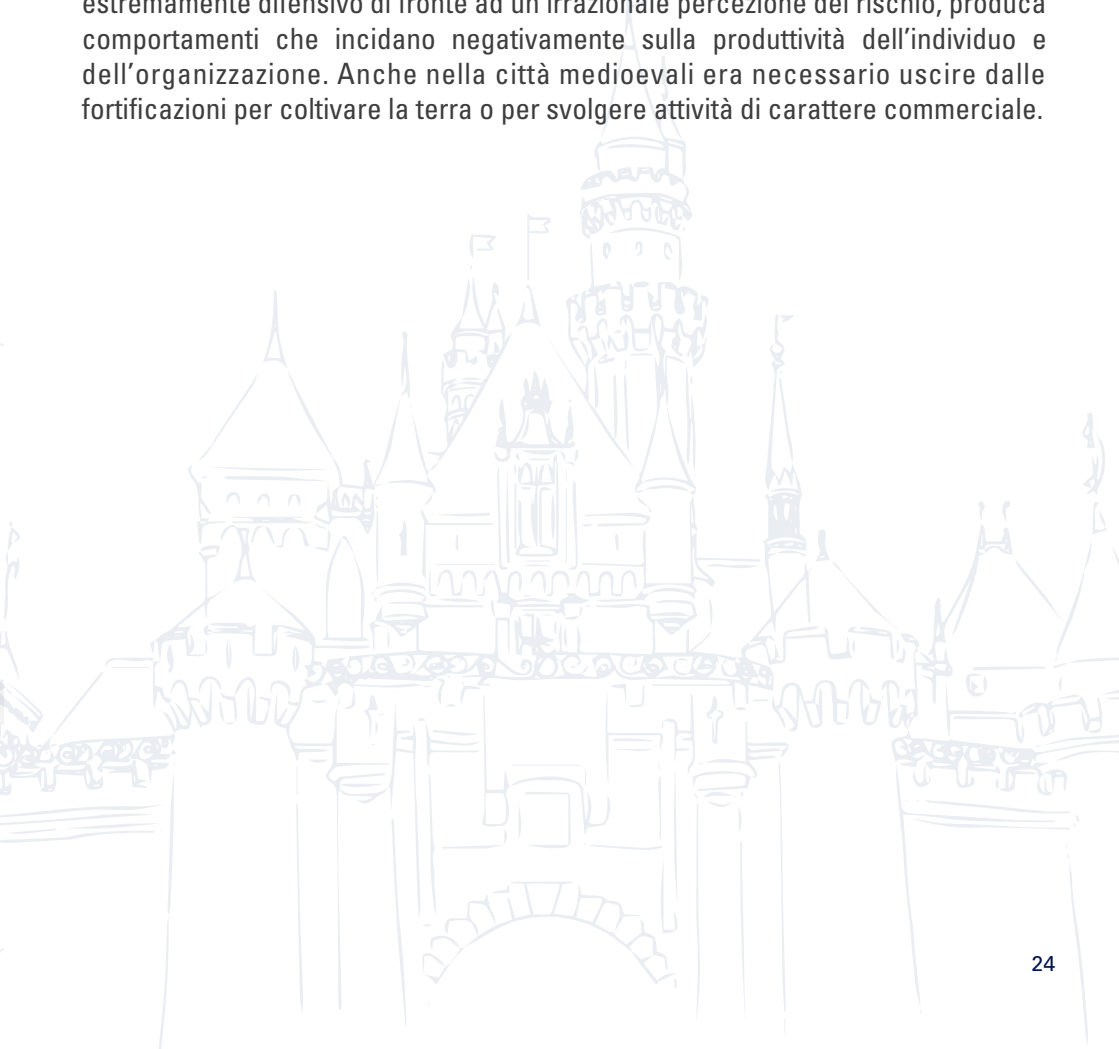 estremamente difensivo di fronte ad un'irrazionale percezione del rischio, produca
comportamenti che incidano negativamente sulla produttività dell'individuo e
dell'organizzazione. Anche nella città medioevali era necessario uscire dalle
fortificazioni per coltivare la terra o per svolgere attività di carattere commerciale.
24